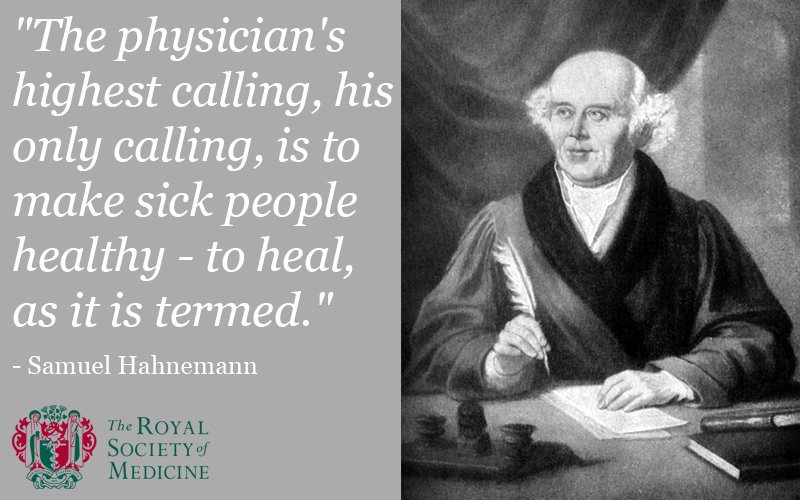 "The physician's
highest calling, his
only calling, is to
make sick people
healthy - to heal,
as it is termed."
- Samuel Hahnemann
The ROYAL
SOCIETY of
MEDICINE